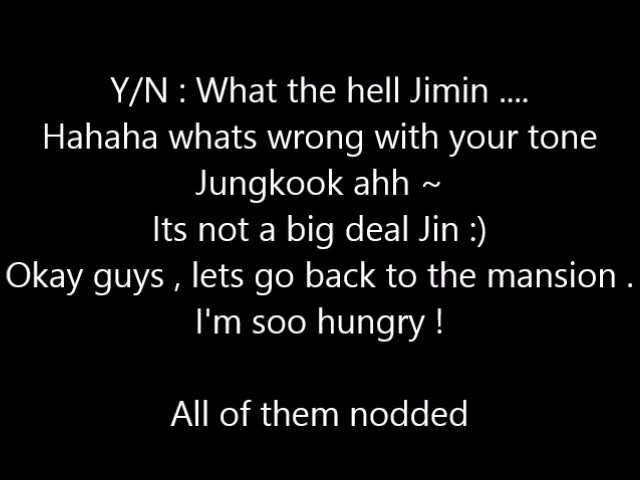 Y/N : What the hell Jimin ....
Hahaha whats wrong with your tone
Jungkook ahh ~
Its not a big deal Jin :)
Okay guys , lets go back to the mansion .
I'm soo hungry !
All of them nodded